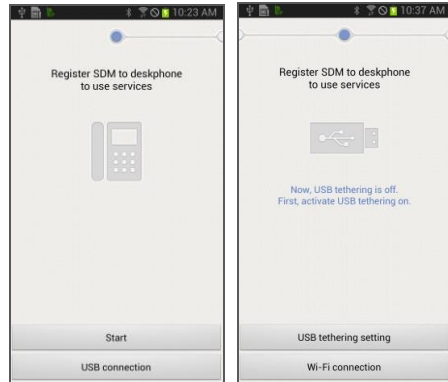 10:23 AM
Register SDM to deskphone
to use services
Start
USB connection
10:37 AM
Register SDM to deskphone
to use services
Now, USB tethering is off.
First, activate USB tethering on.
USB tethering setting
Wi-Fi connection